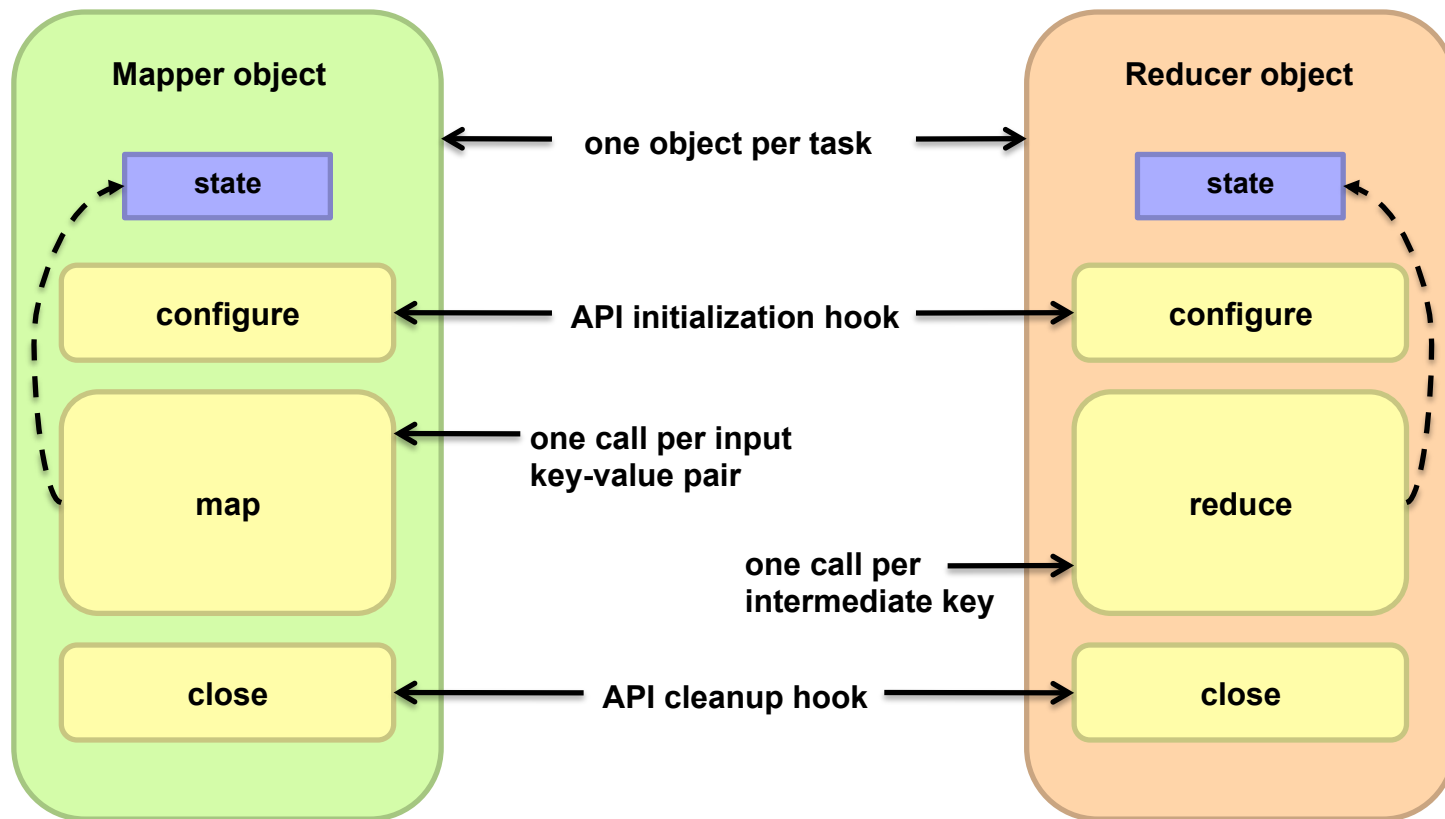 Mapper object
Reducer object
one object per task
state
state
configure
API initialization hook
configure
one call per input
key-value pair
map
reduce
one call per
intermediate key
close
API cleanup hook
close